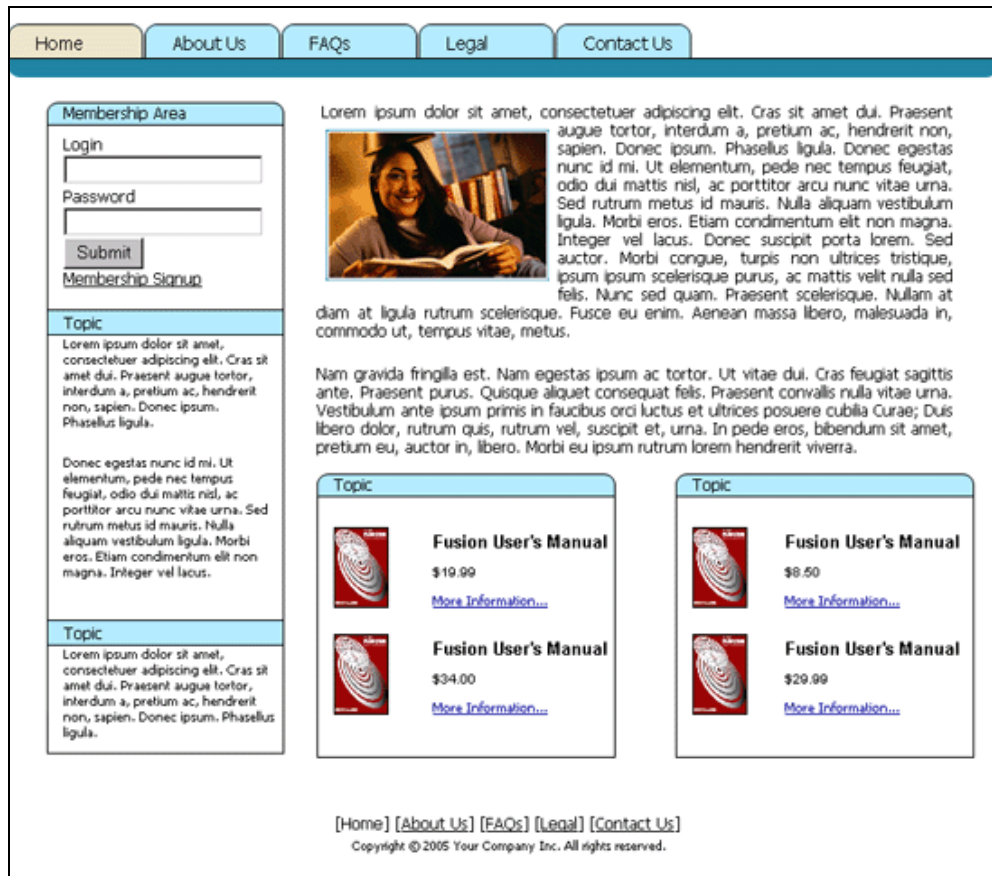 Home
About Us
FAQs
Legal
Contact Us
Membership Area
Login
Password
Submit
Membership Signup
Topic
Lorem ipsum dolor sit amet,
consectetuer adipiscing elit. Cras sit
amet dui. Praesent augue tortor,
interdum a, pretium ac, hendrerit
non, sapien. Donec ipsum.
Phasellus ligula.
Donec egestas nunc id mi. Ut
elementum, pede nec tempus
feugiat, odio dui mattis nisl, ac
porttitor arcu nunc vitae urna. Sed
rutrum metus id mauris. Nulla
aliquam vestibulum ligula. Morbi
eros. Etiam condimentum elit non
magna. Integer vel lacus.
Topic
Lorem ipsum dolor sit amet,
consectetuer adipiscing elit. Cras sit
amet dui. Praesent augue tortor,
interdum a, pretium ac, hendrerit
non, sapien. Donec ipsum. Phasellus
ligula.
Lorem ipsum dolor sit amet, consectetuer adipiscing elit. Cras sit amet dui. Praesent
augue tortor, interdum a, pretium ac, hendrerit non,
sapien. Donec ipsum. Phasellus ligula. Donec egestas
nunc id mi. Ut elementum, pede nec tempus feugiat,
odio dui mattis nisl, ac porttitor arcu nunc vitae urna.
Sed rutrum metus id mauris. Nulla aliquam vestibulum
ligula. Morbi eros. Etiam condimentum elit non magna.
Integer vel lacus. Donec suscipit porta lorem. Sed
auctor. Morbi congue, turpis non ultrices tristique,
ipsum ipsum scelerisque purus, ac mattis velit nulla sed
felis. Nunc sed quam. Praesent scelerisque. Nullam at
diam at ligula rutrum scelerisque. Fusce eu enim. Aenean massa libero, malesuada in,
commodo ut, tempus vitae, metus.
Nam gravida fringilla est. Nam egestas ipsum ac tortor. Ut vitae dui. Cras feugiat sagittis
ante. Praesent purus. Quisque aliquet consequat felis. Praesent convallis nulla vitae urna.
Vestibulum ante ipsum primis in faucibus orci luctus et ultrices posuere cubilia Curae; Duis
libero dolor, rutrum quis, rutrum vel, suscipit et, urna. In pede eros, bibendum sit amet,
pretium eu, auctor in, libero. Morbi eu ipsum rutrum lorem hendrerit viverra.
Topic
Fusion User's Manual
$19.99
More Information...
Fusion User's Manual
$34.00
More Information...
Topic
Fusion User's Manual
$8.50
More Information...
Fusion User's Manual
$29.99
More Information...
[Home] [About Us] [FAQs] [Legal] [Contact Us]
Copyright © 2005 Your Company Inc. All rights reserved.